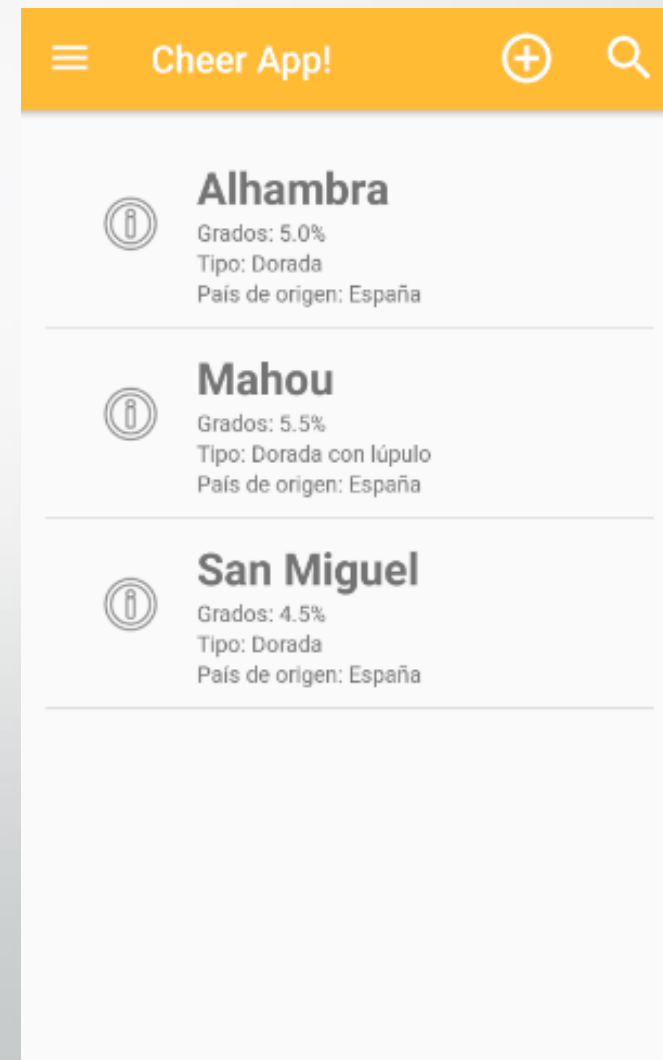 Cheer App!
Alhambra
Grados: 5.0%
Tipo: Dorada
País de origen: España
Mahou
Grados: 5.5%
Tipo: Dorada con lúpulo
País de origen: España
San Miguel
Grados: 4.5%
Tipo: Dorada
País de origen: España